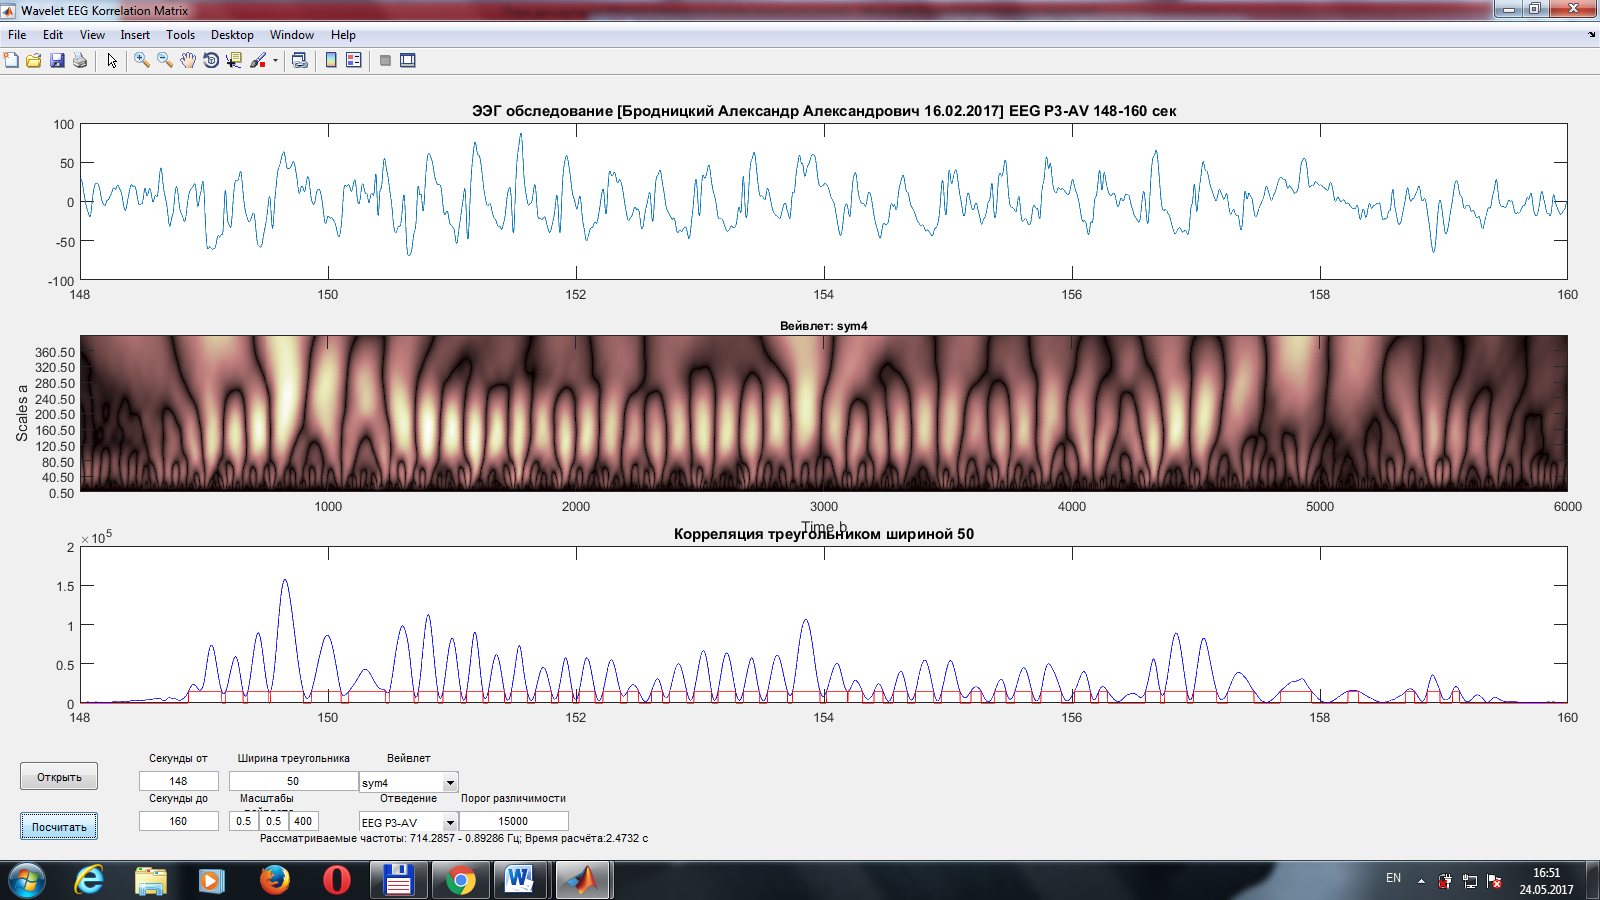 Wavelet EEG Korrelation Matrix
File Edit View Insert Tools Desktop Window Help
ЭЭГ обследование [Бродницкий Александр Александрович 16.02.2017] EEG P3-AV 148-160 сек
100
50
0
-50
-100
148 150 152 154 156 158 160
Вейвлет: sym4
Scales a
360.50
320.50
280.50
240.50
200.50
160.50
120.50
80.50
40.50
0.50
1000 2000 3000 4000 5000 6000
Time b
Корреляция треугольником шириной 50
×10⁵
2
1.5
1
0.5
0
148 150 152 154 156 158 160
Секунды от Ширина треугольника Вейвлет
Открыть 148 50 sym4
Секунды до Масштабы Отведение Порог различимости
Посчитать 160 0.5 0.5 400 EEG P3-AV 15000
Рассматриваемые частоты: 714.2857 - 0.89286 Гц; Время расчёта:2.4732 с
EN 16:51
24.05.2017